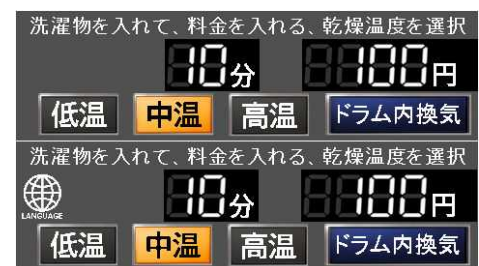 洗濯物を入れて、料金を入れる、乾燥温度を選択
10分 100円
低温 中温 高温 ドラム内換気
洗濯物を入れて、料金を入れる、乾燥温度を選択
LANGUAGE 10分 100円
低温 中温 高温 ドラム内換気